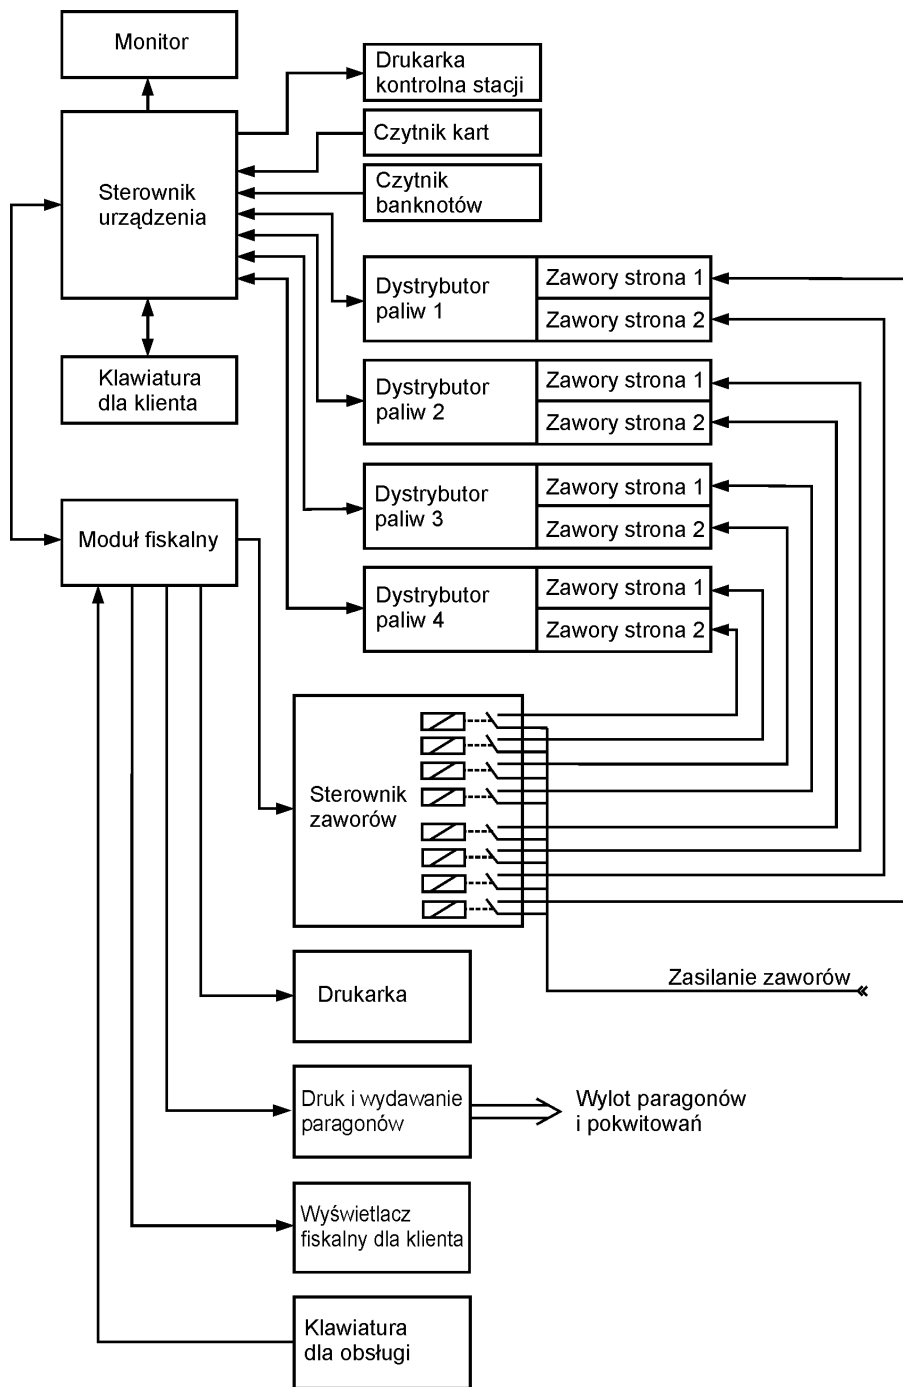 Monitor
Drukarka
kontrolna stacji
Czytnik kart
Sterownik
urządzenia
Czytnik
banknotów
Dystrybutor
paliw 1
Zawory strona 1
Zawory strona 2
Klawiatura
dla klienta
Dystrybutor
paliw 2
Zawory strona 1
Zawory strona 2
Dystrybutor
paliw 3
Zawory strona 1
Zawory strona 2
Moduł fiskalny
Dystrybutor
paliw 4
Zawory strona 1
Zawory strona 2
Sterownik
zaworów
Zasilanie zaworów
Drukarka
Druk i wydawanie
paragonów
Wylot paragonów
i pokwitowań
Wyświetlacz
fiskalny dla klienta
Klawiatura
dla obsługi